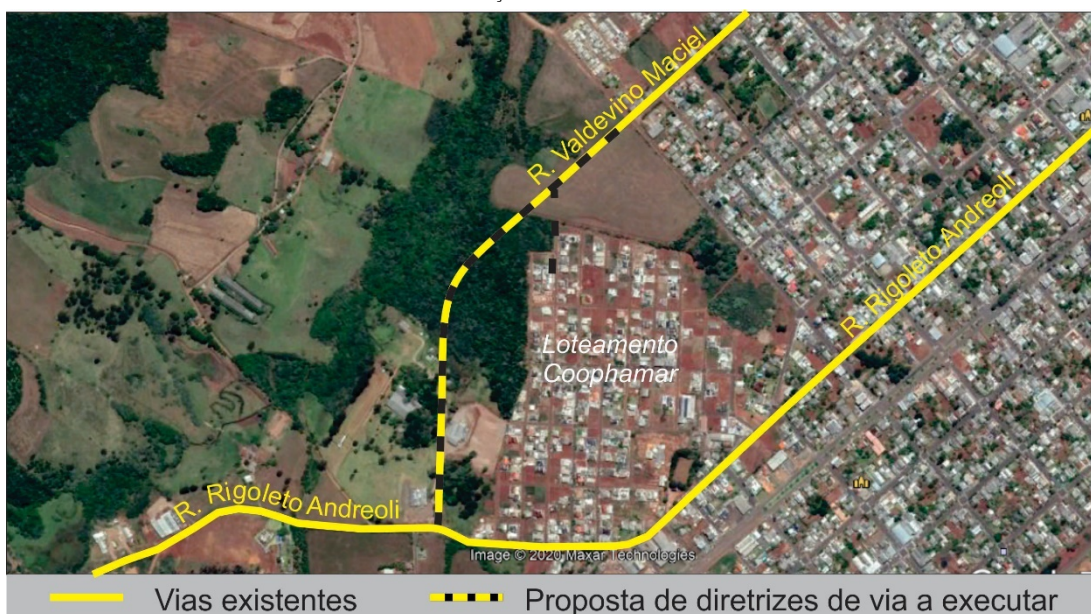 R. Valdevino Maciel
R. Rigoleto Andreoli
Loteamento
Coophamar
R. Rigoleto Andreoli
Image © 2020 Maxar Technologies
Vias existentes
Proposta de diretrizes de via a executar